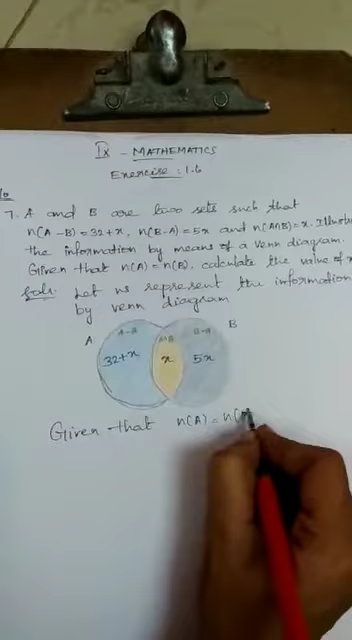 IX - MATHEMATICS
Exercise: 1.6
7. A and B are two sets such that
n(A-B) = 32+x, n(B-A) = 5x and n(A∩B) = x.
the information by means of a Venn diagram.
Given that n(A) = n(B), calculate the value of x
Soln: Let us represent the information
by venn diagram
A A-B A∩B B-A B
32+x x 5x
Given that n(A) = n(